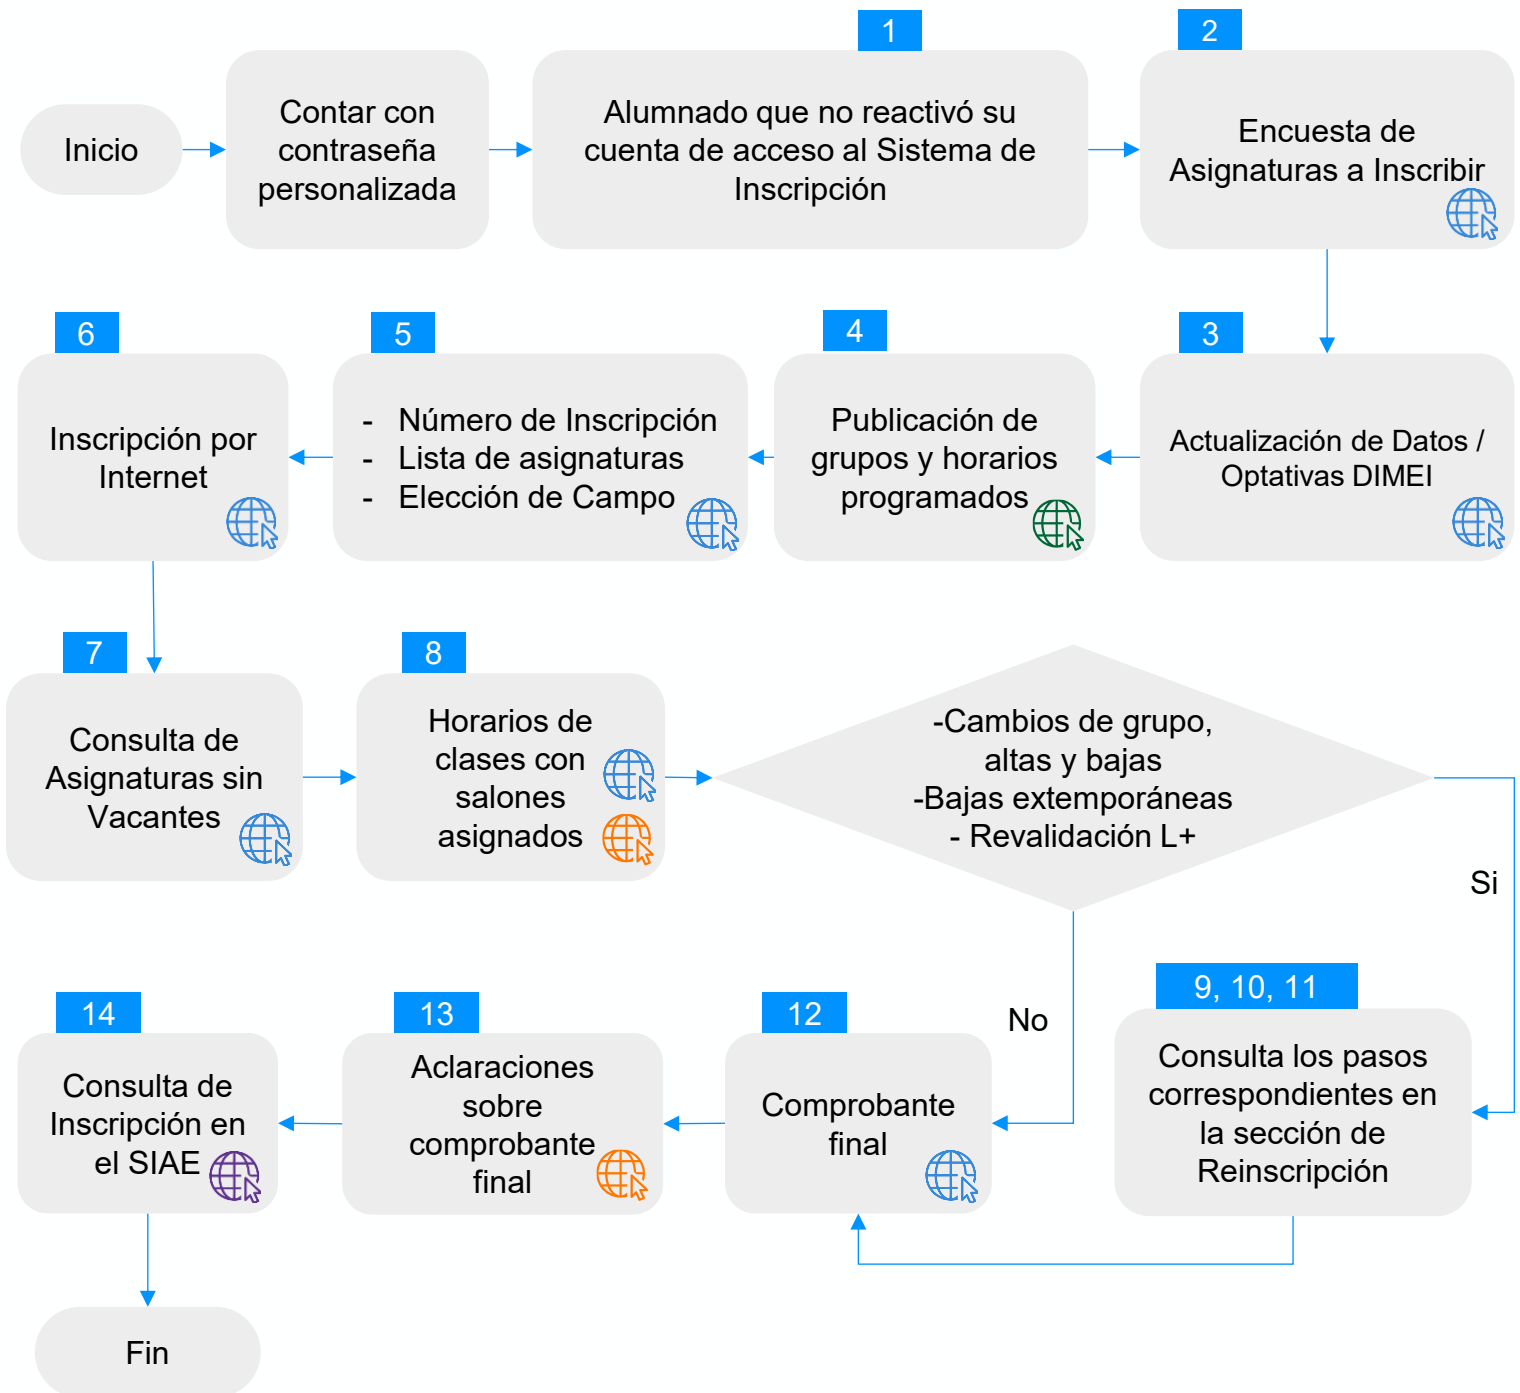 Inicio
Contar con
contraseña
personalizada
1
Alumnado que no reactivó su
cuenta de acceso al Sistema de
Inscripción
2
Encuesta de
Asignaturas a Inscribir
3
Actualización de Datos /
Optativas DIMEI
4
Publicación de
grupos y horarios
programados
5
- Número de Inscripción
- Lista de asignaturas
- Elección de Campo
6
Inscripción por
Internet
7
Consulta de
Asignaturas sin
Vacantes
8
Horarios de
clases con
salones
asignados
-Cambios de grupo,
altas y bajas
-Bajas extemporáneas
- Revalidación L+
Si
No
9, 10, 11
Consulta los pasos
correspondientes en
la sección de
Reinscripción
12
Comprobante
final
13
Aclaraciones
sobre
comprobante
final
14
Consulta de
Inscripción en
el SIAE
Fin